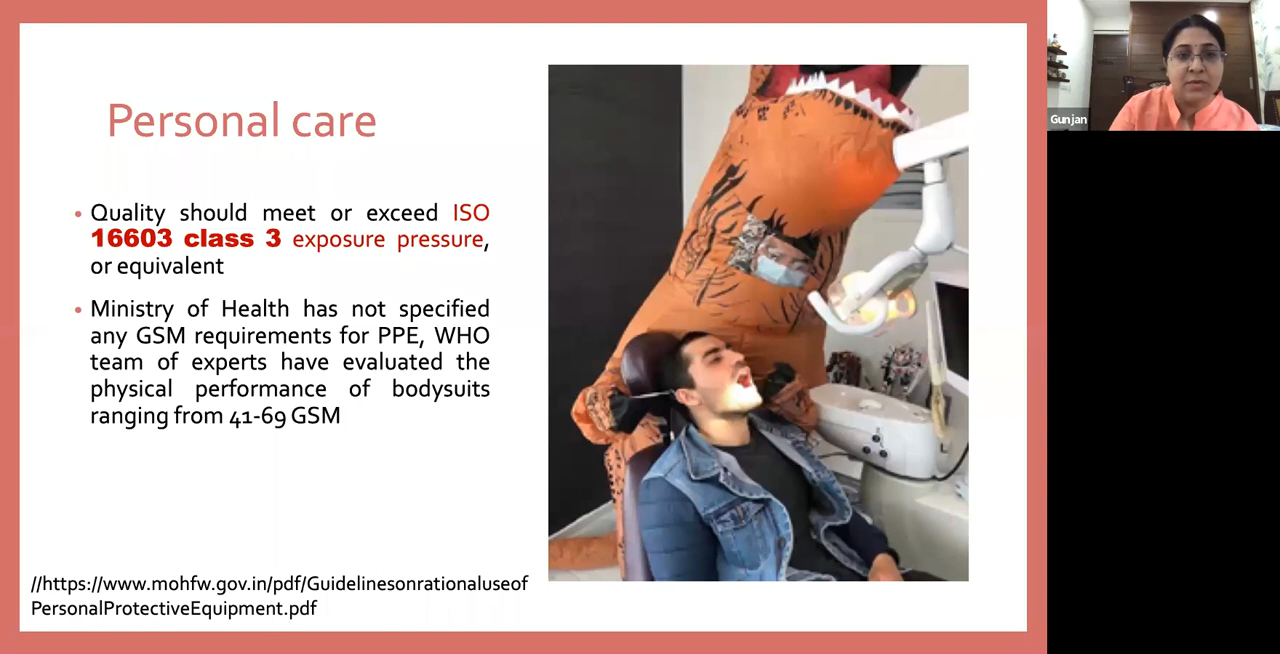 Personal care
• Quality should meet or exceed ISO
16603 class 3 exposure pressure,
or equivalent
• Ministry of Health has not specified
any GSM requirements for PPE, WHO
team of experts have evaluated the
physical performance of bodysuits
ranging from 41-69 GSM
//https://www.mohfw.gov.in/pdf/Guidelinesonrationaluseof
PersonalProtectiveEquipment.pdf
Gunjan